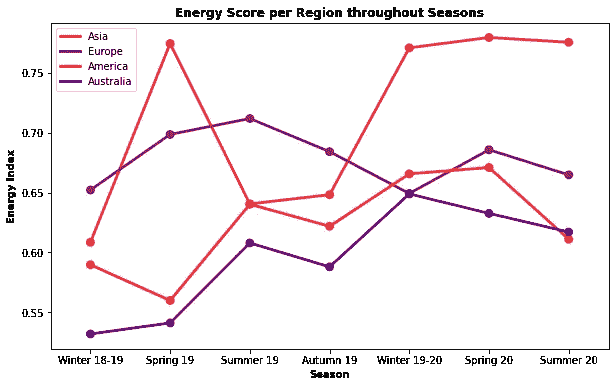 Energy Score per Region throughout Seasons
Asia
Europe
America
Australia
0.75
0.70
0.65
0.60
0.55
Energy Index
Winter 18-19 Spring 19 Summer 19 Autumn 19 Winter 19-20 Spring 20 Summer 20
Season